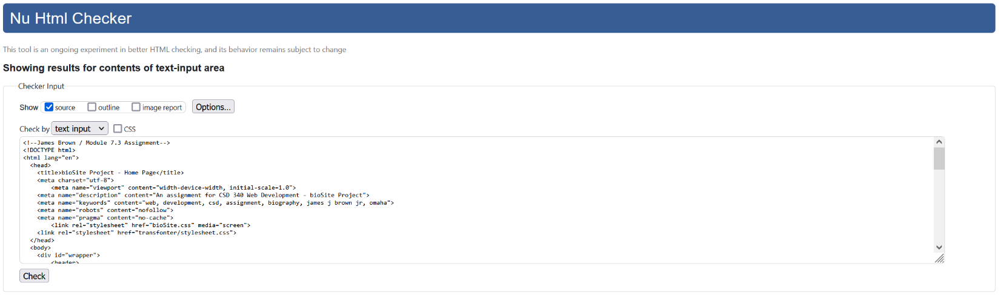 Nu Html Checker
This tool is an ongoing experiment in better HTML checking, and its behavior remains subject to change
Showing results for contents of text-input area
Checker Input
Show source outline image report Options...
Check by text input CSS
<!--James Brown / Module 7.3 Assignment-->
<!DOCTYPE html>
<html lang="en">
<head>
<title>bioSite Project - Home Page</title>
<meta charset="utf-8">
<meta name="viewport" content="width-device-width, initial-scale=1.0">
<meta name="description" content="An assignment for CSD 340 Web Development - bioSite Project">
<meta name="keywords" content="web, development, csd, assignment, biography, james j brown jr, omaha">
<meta name="robots" content="nofollow">
<meta name="pragma" content="no-cache">
<link rel="stylesheet" href="bioSite.css" media="screen">
<link rel="stylesheet" href="transfonter/stylesheet.css">
</head>
<body>
<div id="wrapper">
<header>
Check